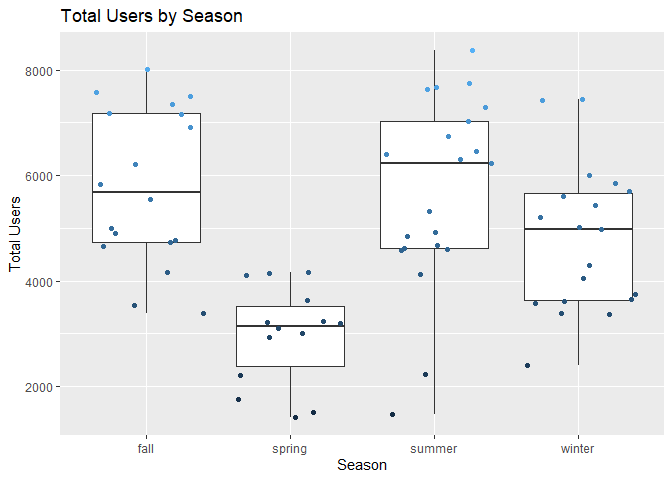 Total Users by Season
Total Users
8000
6000
4000
2000
fall
spring
summer
winter
Season